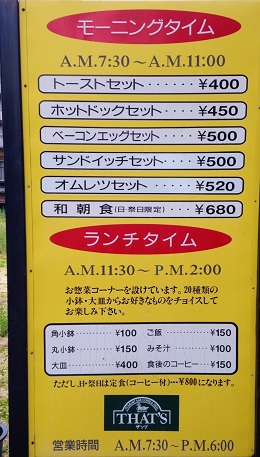 モーニングタイム
A.M.7:30～A.M.11:00
トーストセット……¥400
ホットドックセット……¥450
ベーコンエッグセット……¥500
サンドイッチセット……¥500
オムレツセット……¥520
和朝食(日・祭日限定)……¥680
ランチタイム
A.M.11:30～P.M.2:00
お惣菜コーナーを設けています。20種類の
小鉢・大皿からお好きなものをチョイスして
お楽しみ下さい。
角小鉢……¥100 ご飯……¥150
丸小鉢……¥150 みそ汁……¥100
大皿……¥400 食後のコーヒー…¥150
ただし、日・祭日は定食(コーヒー付)…¥800になります。
THAT'S
ザッツ
営業時間 A.M.7:30～P.M.6:00